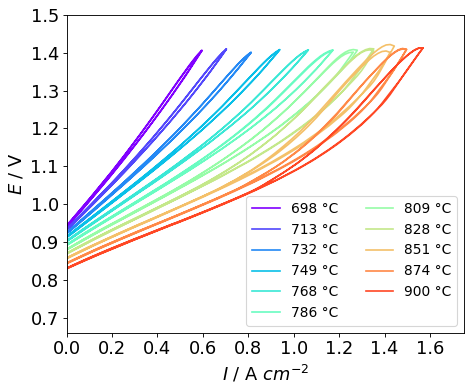 1.5
1.4
1.3
1.2
1.1
1.0
0.9
0.8
0.7
E / V
698 °C 809 °C
713 °C 828 °C
732 °C 851 °C
749 °C 874 °C
768 °C 900 °C
786 °C
0.0 0.2 0.4 0.6 0.8 1.0 1.2 1.4 1.6
I / A cm⁻²